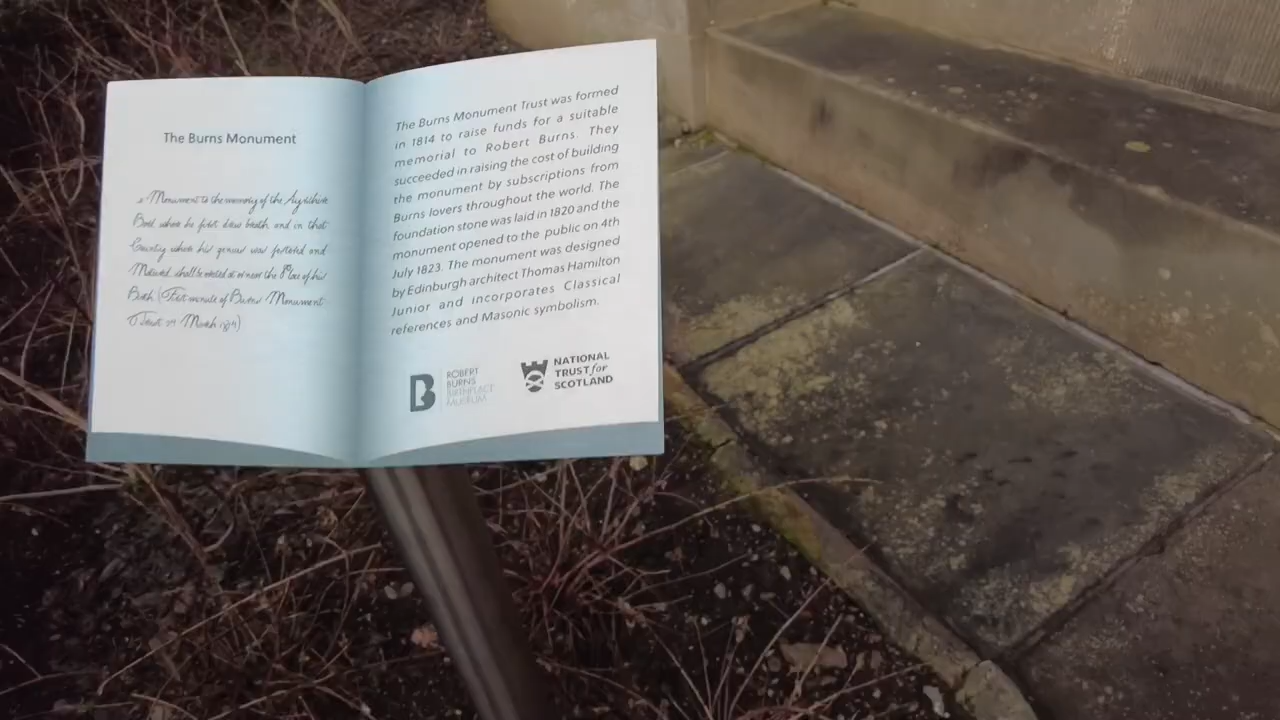 The Burns Monument
Monument to the memory of the Ayrshire
Bard where he first drew breath and in that
County where his genius was fostered and
Matured shall be erected at or near the Place of his
Birth (First minute of Burns Monument
Trust 24 March 1814)
The Burns Monument Trust was formed
in 1814 to raise funds for a suitable
memorial to Robert Burns. They
succeeded in raising the cost of building
the monument by subscriptions from
Burns lovers throughout the world. The
foundation stone was laid in 1820 and the
monument opened to the public on 4th
July 1823. The monument was designed
by Edinburgh architect Thomas Hamilton
Junior and incorporates Classical
references and Masonic symbolism.
B
ROBERT
BURNS
BIRTHPLACE
MUSEUM
NATIONAL
TRUST for
SCOTLAND